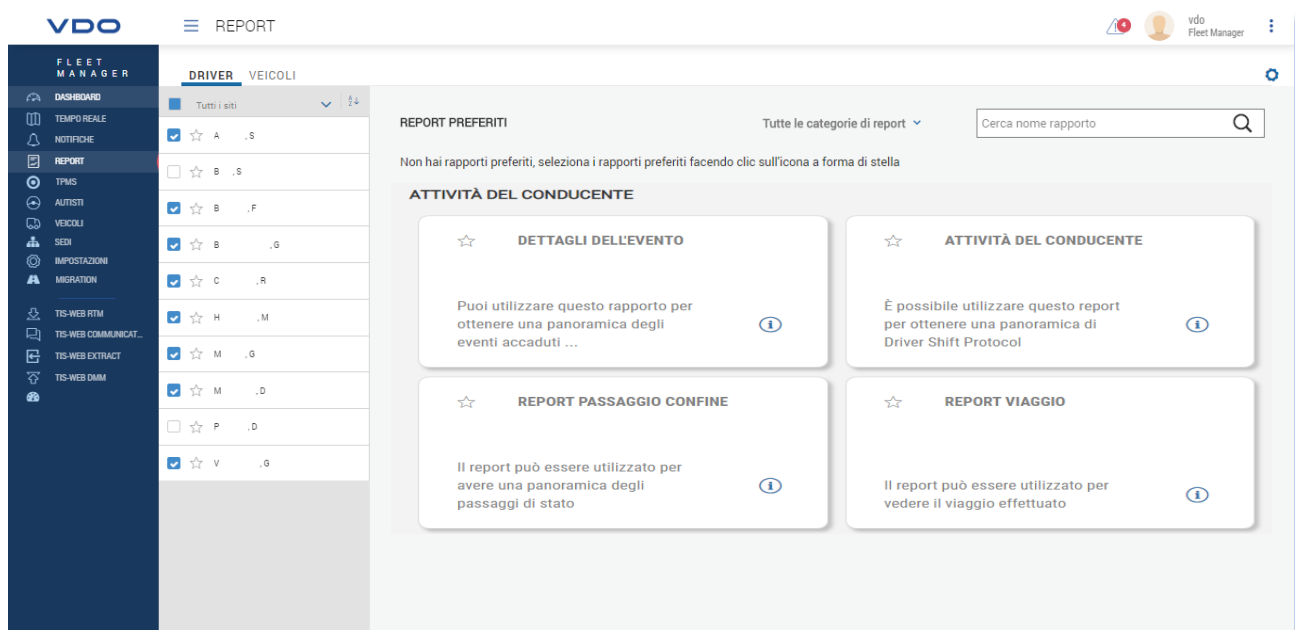 VDO
REPORT
4
vdo
Fleet Manager
FLEET
MANAGER
DRIVER VEICOLI
DASHBOARD
TEMPO REALE
NOTIFICHE
REPORT
TPMS
AUTISTI
VEICOLI
SEDI
IMPOSTAZIONI
MIGRATION
TIS-WEB RTM
TIS-WEB COMMUNICAT...
TIS-WEB EXTRACT
TIS-WEB DMM
Tutti i siti
A ,S
B ,S
B ,F
B ,G
C ,R
H ,M
M ,G
M ,D
P ,D
V ,G
REPORT PREFERITI
Tutte le categorie di report
Cerca nome rapporto
Non hai rapporti preferiti, seleziona i rapporti preferiti facendo clic sull'icona a forma di stella
ATTIVITÀ DEL CONDUCENTE
DETTAGLI DELL'EVENTO
Puoi utilizzare questo rapporto per
ottenere una panoramica degli
eventi accaduti ...
ATTIVITÀ DEL CONDUCENTE
È possibile utilizzare questo report
per ottenere una panoramica di
Driver Shift Protocol
REPORT PASSAGGIO CONFINE
Il report può essere utilizzato per
avere una panoramica degli
passaggi di stato
REPORT VIAGGIO
Il report può essere utilizzato per
vedere il viaggio effettuato